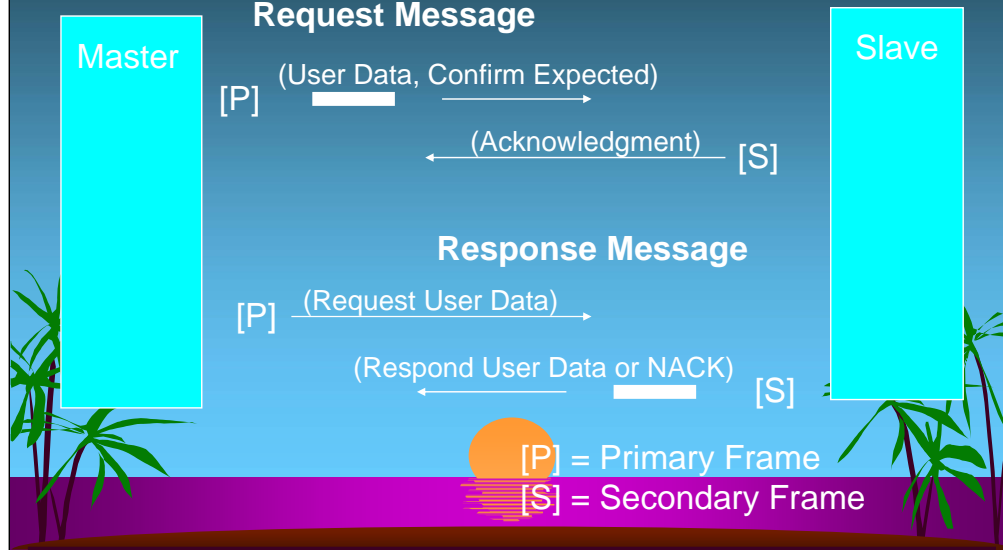 Request Message
Master
Slave
(User Data, Confirm Expected)
[P]
(Acknowledgment)
[S]
Response Message
(Request User Data)
[P]
(Respond User Data or NACK)
[S]
[P] = Primary Frame
[S] = Secondary Frame